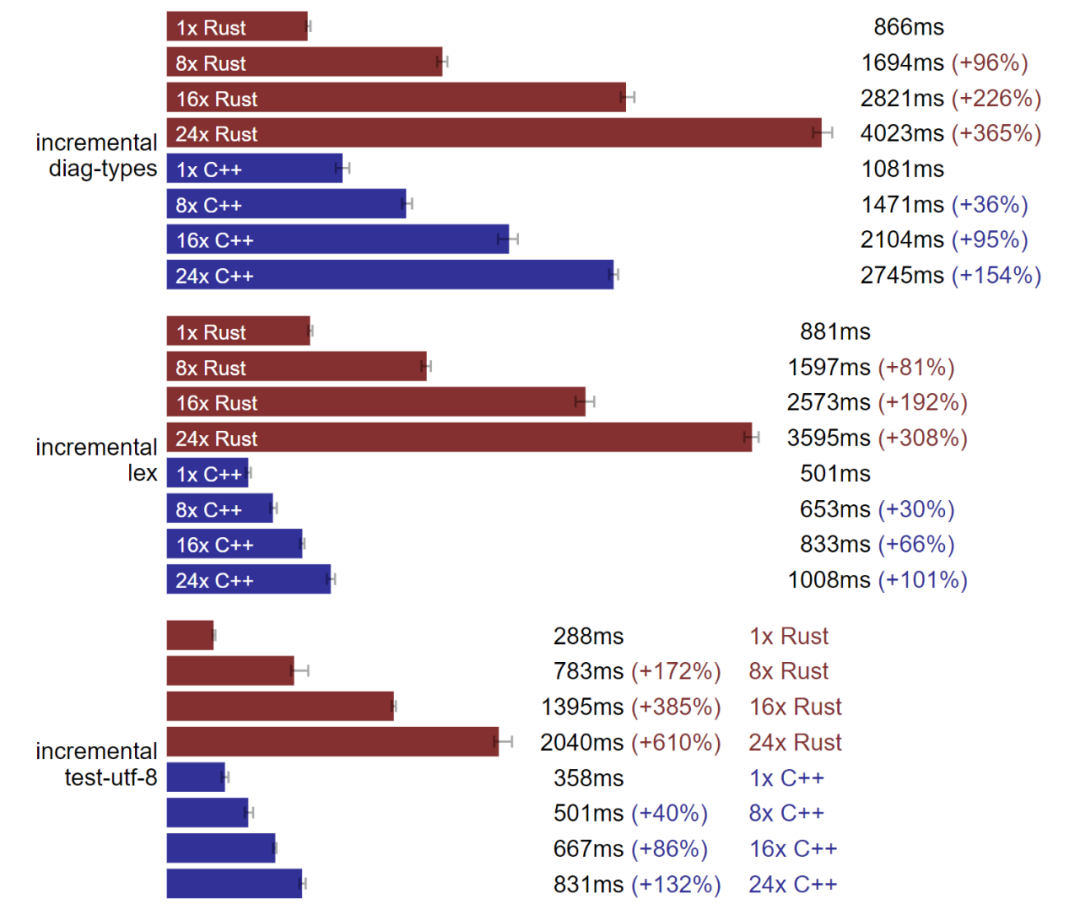 1x Rust 866ms
8x Rust 1694ms (+96%)
16x Rust 2821ms (+226%)
24x Rust 4023ms (+365%)
incremental
diag-types
1x C++ 1081ms
8x C++ 1471ms (+36%)
16x C++ 2104ms (+95%)
24x C++ 2745ms (+154%)
1x Rust 881ms
8x Rust 1597ms (+81%)
16x Rust 2573ms (+192%)
24x Rust 3595ms (+308%)
incremental
lex
1x C++ 501ms
8x C++ 653ms (+30%)
16x C++ 833ms (+66%)
24x C++ 1008ms (+101%)
288ms 1x Rust
783ms (+172%) 8x Rust
1395ms (+385%) 16x Rust
2040ms (+610%) 24x Rust
incremental
test-utf-8
358ms 1x C++
501ms (+40%) 8x C++
667ms (+86%) 16x C++
831ms (+132%) 24x C++